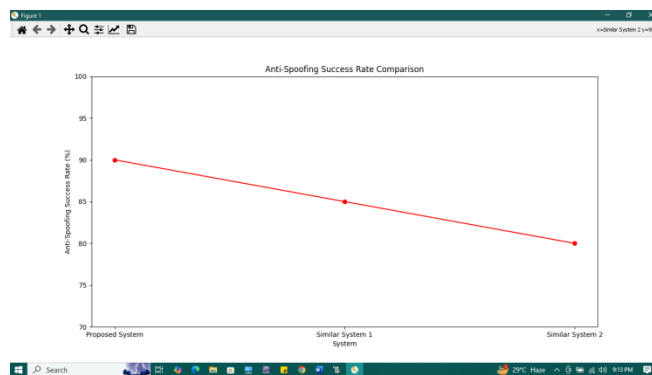 Figure 1
x=Similar System 2 y=9
Anti-Spoofing Success Rate Comparison
100
95
90
85
80
75
70
Anti-Spoofing Success Rate (%)
Proposed System
Similar System 1
Similar System 2
System
Search
29°C Haze
9:13 PM